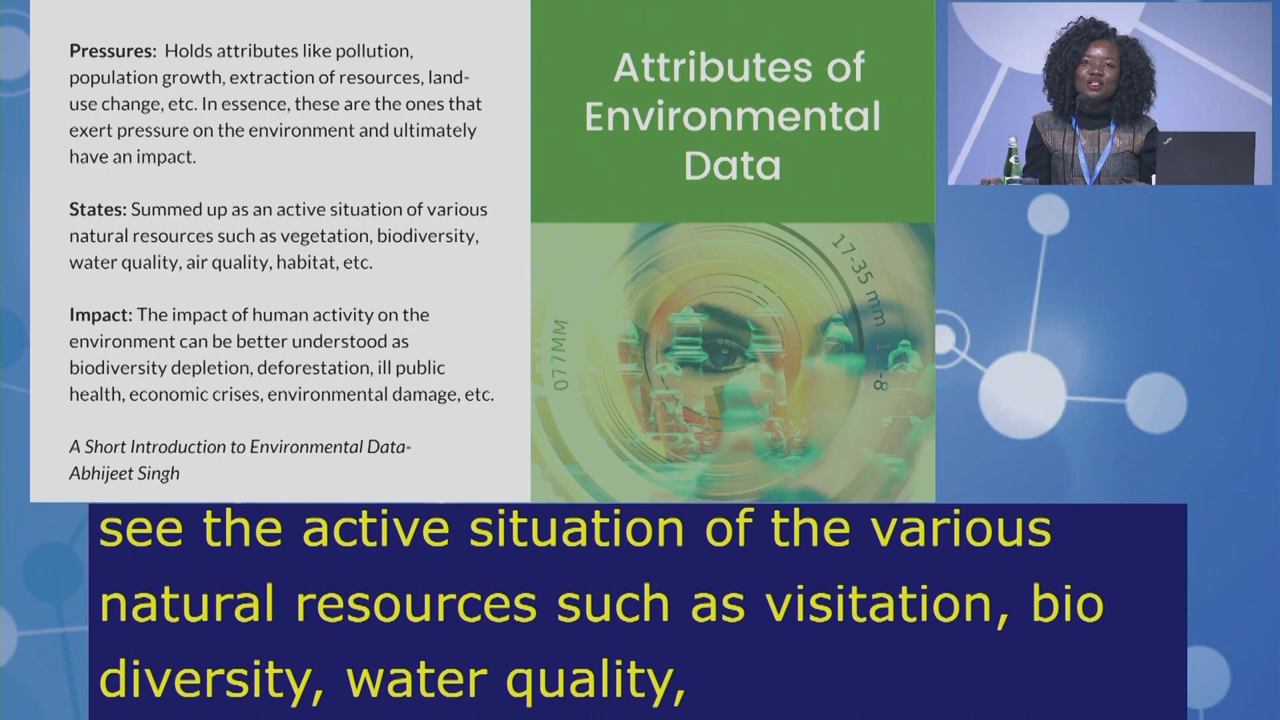 Pressures: Holds attributes like pollution,
population growth, extraction of resources, land-
use change, etc. In essence, these are the ones that
exert pressure on the environment and ultimately
have an impact.
States: Summed up as an active situation of various
natural resources such as vegetation, biodiversity,
water quality, air quality, habitat, etc.
Impact: The impact of human activity on the
environment can be better understood as
biodiversity depletion, deforestation, ill public
health, economic crises, environmental damage, etc.
A Short Introduction to Environmental Data-
Abhijeet Singh
Attributes of
Environmental
Data
077MM
17-35 mm
see the active situation of the various
natural resources such as visitation, bio
diversity, water quality,